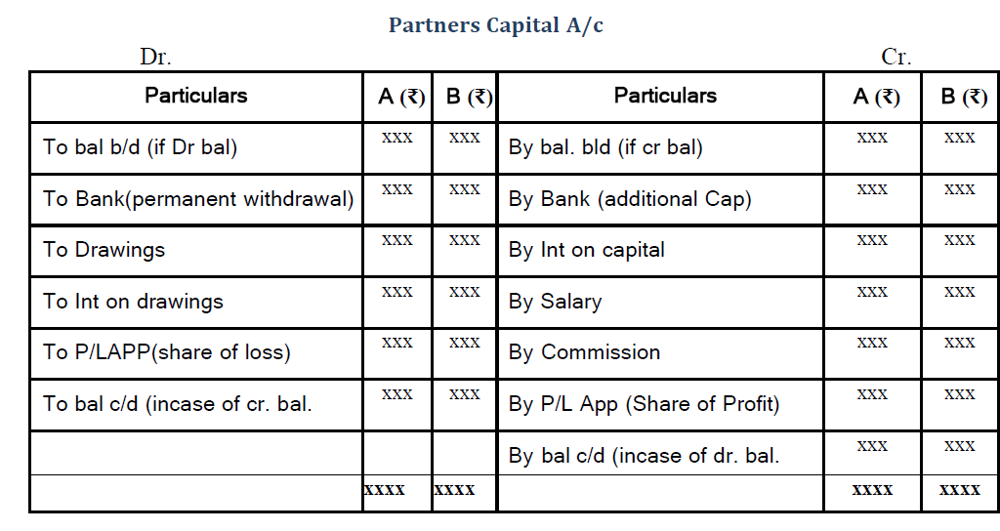 Partners Capital A/c
Dr. Cr.
Particulars A (₹) B (₹) Particulars A (₹) B (₹)
To bal b/d (if Dr bal) xxx xxx By bal. bld (if cr bal) xxx xxx
To Bank(permanent withdrawal) xxx xxx By Bank (additional Cap) xxx xxx
To Drawings xxx xxx By Int on capital xxx xxx
To Int on drawings xxx xxx By Salary xxx xxx
To P/LAPP(share of loss) xxx xxx By Commission xxx xxx
To bal c/d (incase of cr. bal. xxx xxx By P/L App (Share of Profit) xxx xxx
By bal c/d (incase of dr. bal. xxx xxx
xxxx xxxx xxxx xxxx